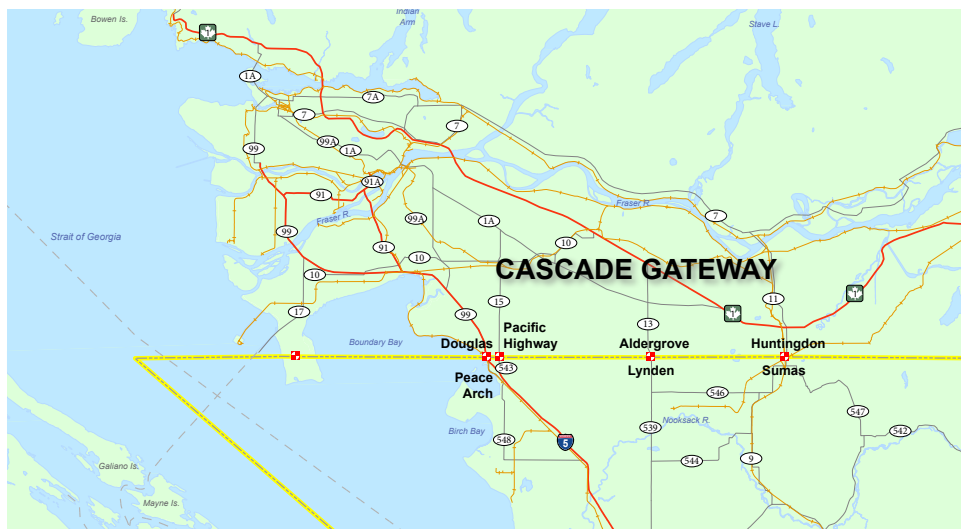 Bowen Is.
Indian
Arm
Stave L.
1
1A
7A
7
7
99A
1A
99
91A
91
Fraser R.
Fraser R.
99A
1A
7
99
91
10
10
10
Strait of Georgia
CASCADE GATEWAY
17
99
15
13
1
11
1
Boundary Bay
Douglas
Pacific
Highway
Aldergrove
Huntingdon
543
Peace
Arch
Lynden
Sumas
546
547
Birch Bay
548
5
539
Nooksack R.
542
544
9
Galiano Is.
Mayne Is.